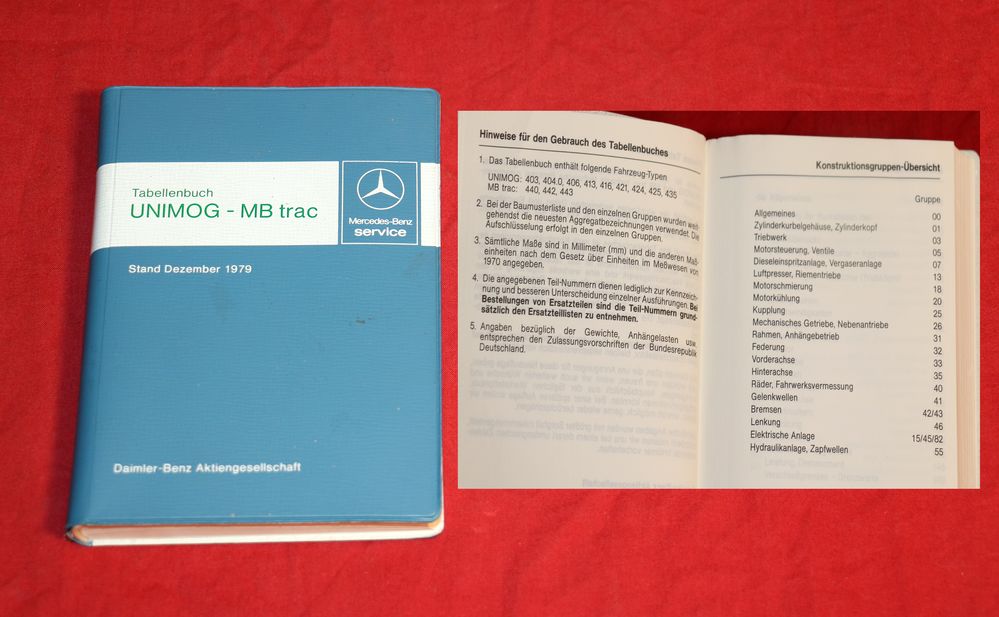 Tabellenbuch
UNIMOG - MB trac
Mercedes-Benz
service
Stand Dezember 1979
Daimler-Benz Aktiengesellschaft
Hinweise für den Gebrauch des Tabellenbuches
1. Das Tabellenbuch enthält folgende Fahrzeug-Typen
UNIMOG: 403, 404.0, 406, 413, 416, 421, 424, 425, 435
MB trac: 440, 442, 443
2. Bei der Baumusterliste und den einzelnen Gruppen wurden weit-
gehendst die neuesten Aggregatbezeichnungen verwendet. Die
Aufschlüsselung erfolgt in den einzelnen Gruppen.
3. Sämtliche Maße sind in Millimeter (mm) und die anderen Maß-
einheiten nach dem Gesetz über Einheiten im Meßwesen von
1970 angegeben.
4. Die angegebenen Teil-Nummern dienen lediglich zur Kennzeich-
nung und besseren Unterscheidung einzelner Ausführungen. Bei
Bestellungen von Ersatzteilen sind die Teil-Nummern grund-
sätzlich den Ersatzteillisten zu entnehmen.
5. Angaben bezüglich der Gewichte, Anhängelasten usw.
entsprechen den Zulassungsvorschriften der Bundesrepublik
Deutschland.
Konstruktionsgruppen-Übersicht
Gruppe
Allgemeines 00
Zylinderkurbelgehäuse, Zylinderkopf 01
Triebwerk 03
Motorsteuerung, Ventile 05
Dieseleinspritzanlage, Vergaseranlage 07
Luftpresser, Riementriebe 13
Motorschmierung 18
Motorkühlung 20
Kupplung 25
Mechanisches Getriebe, Nebenantriebe 26
Rahmen, Anhängebetrieb 31
Federung 32
Vorderachse 33
Hinterachse 35
Räder, Fahrwerksvermessung 40
Gelenkwellen 41
Bremsen 42/43
Lenkung 46
Elektrische Anlage 15/45/82
Hydraulikanlage, Zapfwellen 55